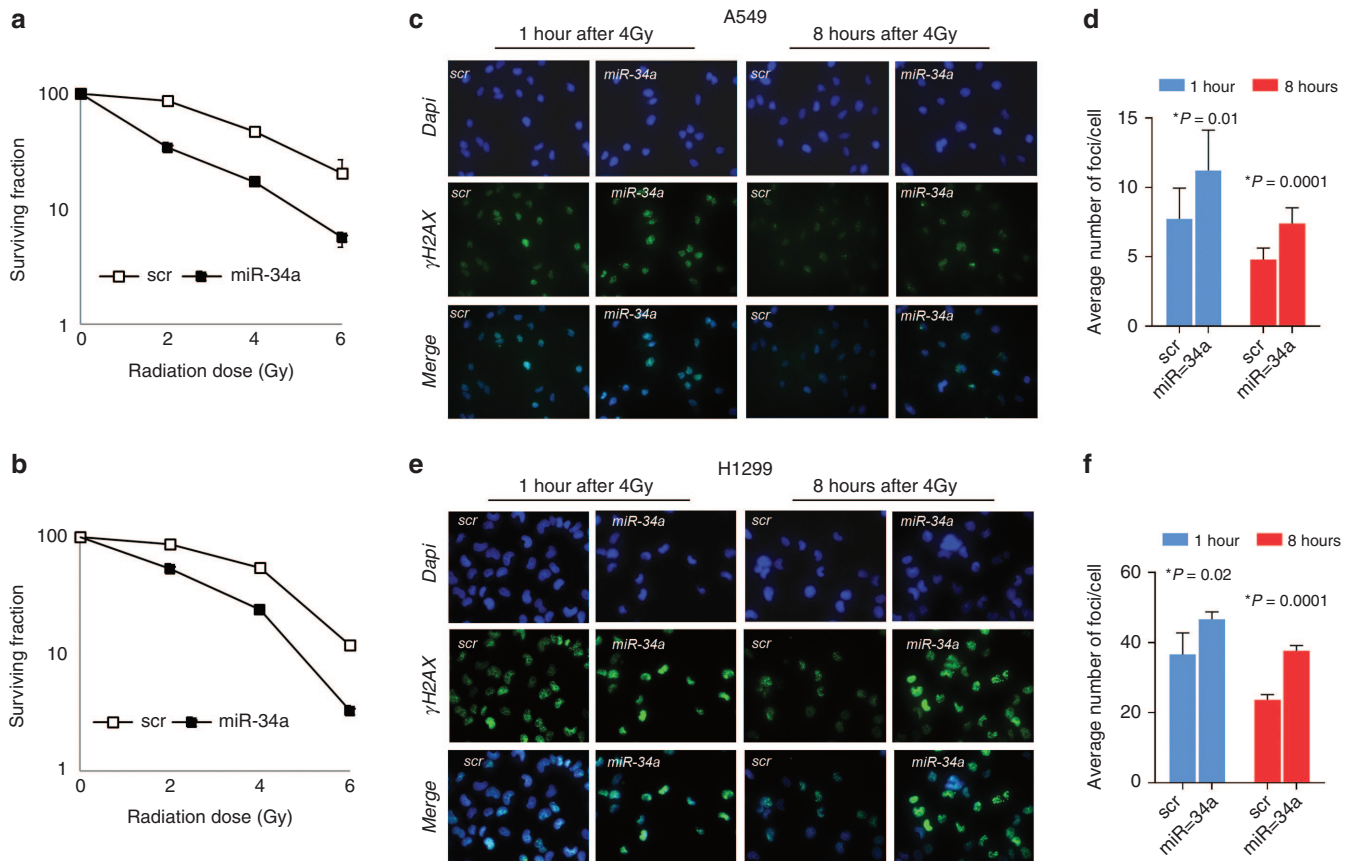 a
100
10
1
0
2
4
6
Surviving fraction
Radiation dose (Gy)
scr
miR-34a
b
100
10
1
0
2
4
6
Surviving fraction
Radiation dose (Gy)
scr
miR-34a
c
A549
1 hour after 4Gy
8 hours after 4Gy
Dapi
scr
miR-34a
scr
miR-34a
γH2AX
scr
miR-34a
scr
miR-34a
Merge
scr
miR-34a
scr
miR-34a
d
1 hour
8 hours
*P = 0.01
*P = 0.0001
15
10
5
0
Average number of foci/cell
scr
miR=34a
scr
miR=34a
e
H1299
1 hour after 4Gy
8 hours after 4Gy
Dapi
scr
miR-34a
scr
miR-34a
γH2AX
scr
miR-34a
scr
miR-34a
Merge
scr
miR-34a
scr
miR-34a
f
1 hour
8 hours
*P = 0.02
*P = 0.0001
60
40
20
0
Average number of foci/cell
scr
miR=34a
scr
miR=34a